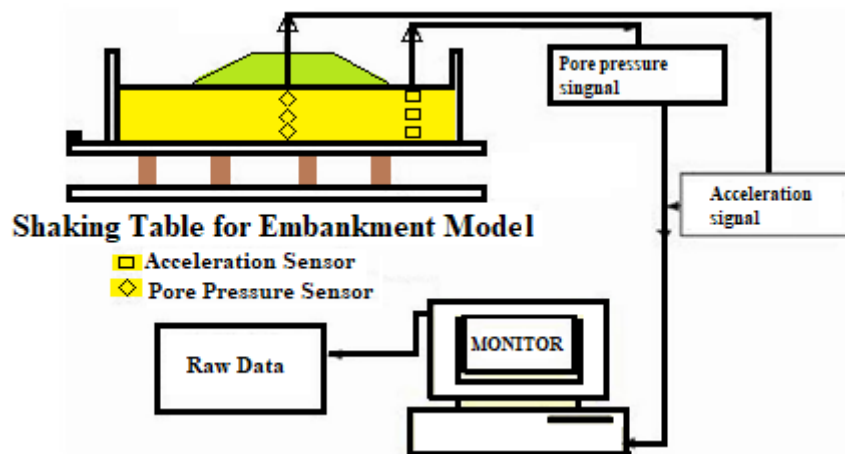 Pore pressure
singnal
Acceleration
signal
Shaking Table for Embankment Model
Acceleration Sensor
Pore Pressure Sensor
Raw Data
MONITOR